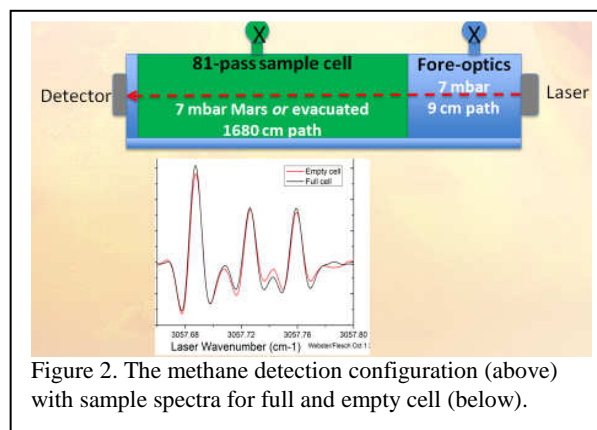 X
X
81-pass sample cell
Fore-optics
Detector
7 mbar
Laser
7 mbar Mars or evacuated
9 cm path
1680 cm path
Empty cell
Full cell
3057.68
3057.72
3057.76
3057.80
Laser Wavenumber (cm-1)
Figure 2. The methane detection configuration (above)
with sample spectra for full and empty cell (below).